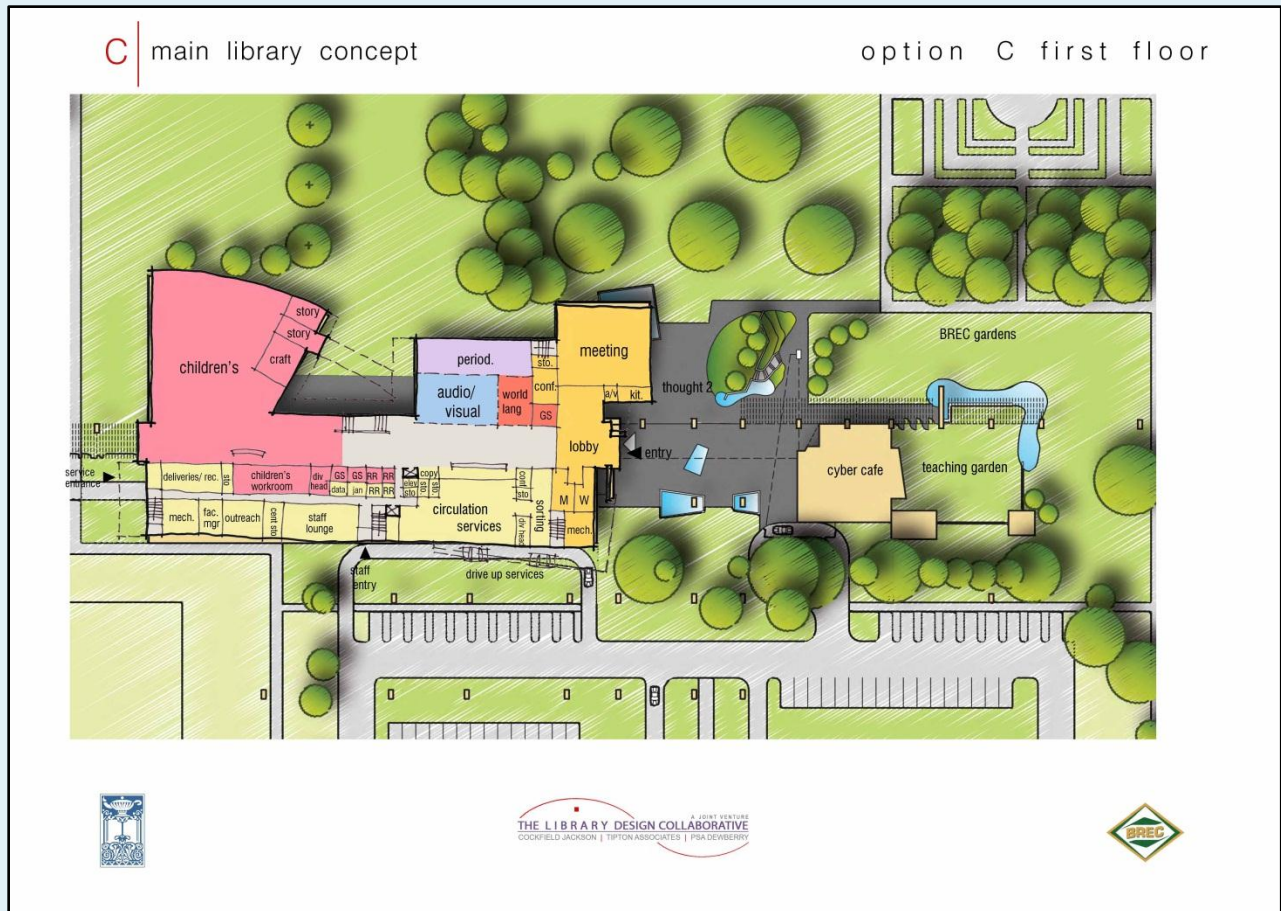 C main library concept
option C first floor
story
story
craft
children's
period.
sto.
meeting
audio/
visual
world
lang
conf.
GS
a/v
kit.
thought 2
BREC gardens
lobby
entry
cyber cafe
teaching garden
service
entrance
deliveries/ rec.
sto
children's
workroom
div
head
GS
GS
RR
RR
data
jan
RR
RR
elev
sto
copy
sto.
sto.
circulation
services
conf
sto
sorting
div head
M
W
mech.
mech.
fac.
mgr
outreach
cent sto
staff
lounge
staff
entry
drive up services
A JOINT VENTURE
THE LIBRARY DESIGN COLLABORATIVE
COCKFIELD JACKSON | TIPTON ASSOCIATES | PSA DEWBERRY
BREC